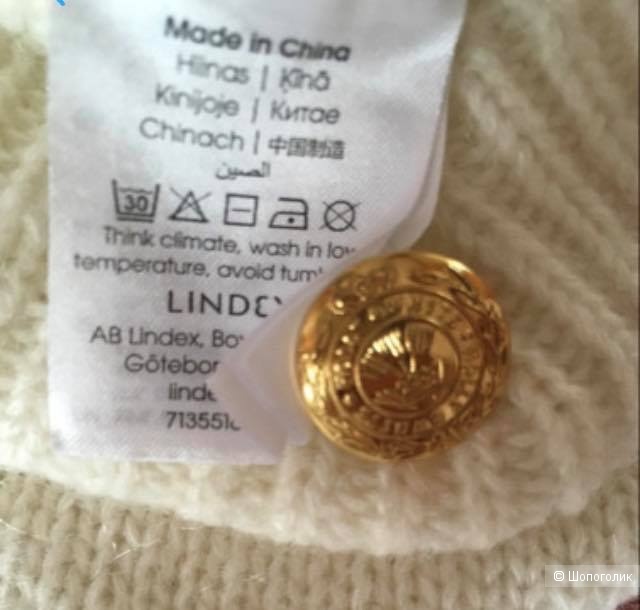 Made in China
Hiinas | Ķīnā
Kinijoje | Китае
Chinach | 中国制造
الصين
30
Think climate, wash in low
temperature, avoid tum
LINDEX
AB Lindex, Bo
Götebor
linde
713551
© Шопоголик